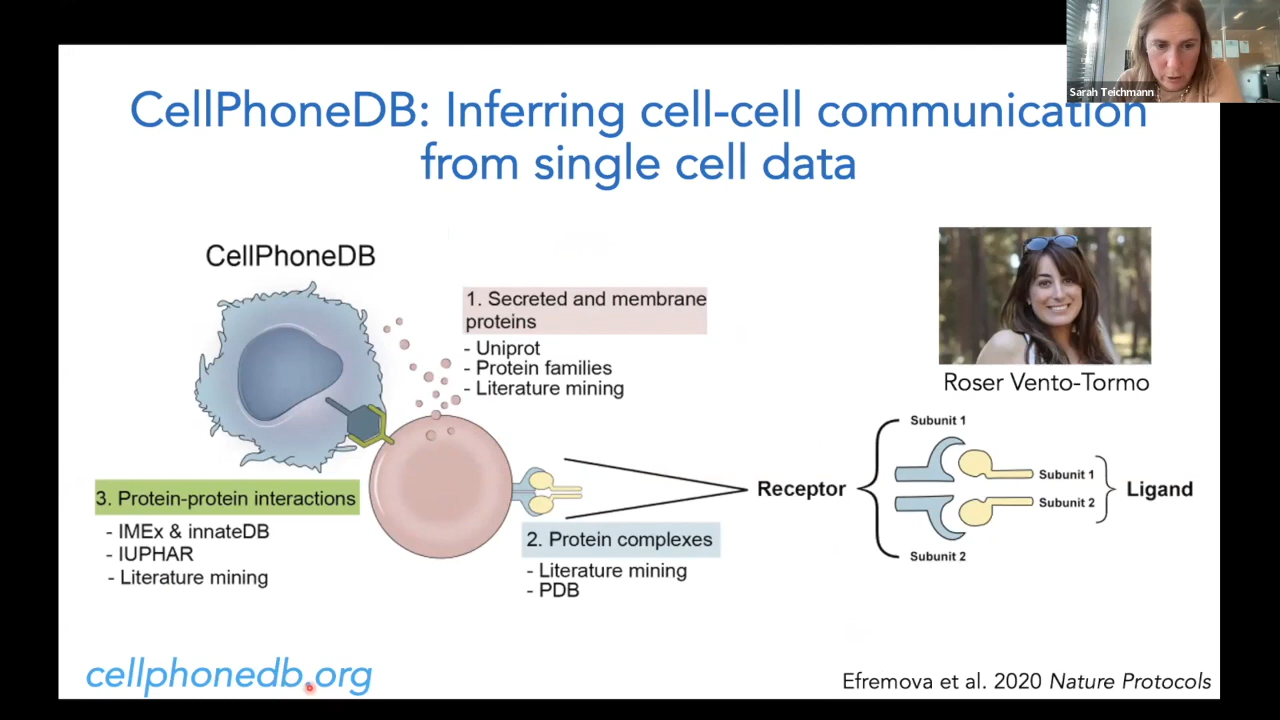 Sarah Teichmann
CellPhoneDB: Inferring cell-cell communication
from single cell data
CellPhoneDB
1. Secreted and membrane
proteins
- Uniprot
- Protein families
- Literature mining
Roser Vento-Tormo
3. Protein-protein interactions
- IMEx & innateDB
- IUPHAR
- Literature mining
2. Protein complexes
- Literature mining
- PDB
Receptor
Subunit 1
Subunit 1
Subunit 2
Ligand
Subunit 2
cellphonedb.org
Efremova et al. 2020 Nature Protocols